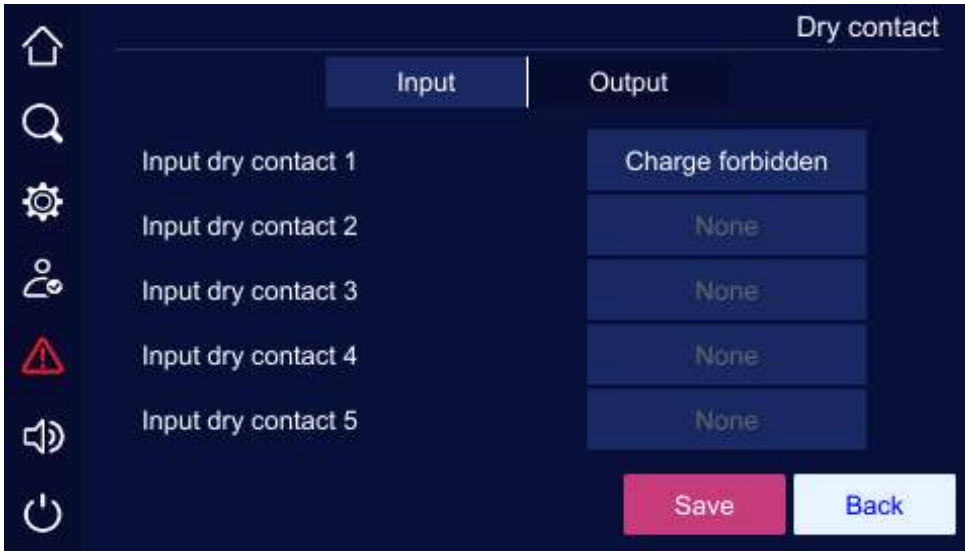 Dry contact
Input Output
Input dry contact 1 Charge forbidden
Input dry contact 2 None
Input dry contact 3 None
Input dry contact 4 None
Input dry contact 5 None
Save Back